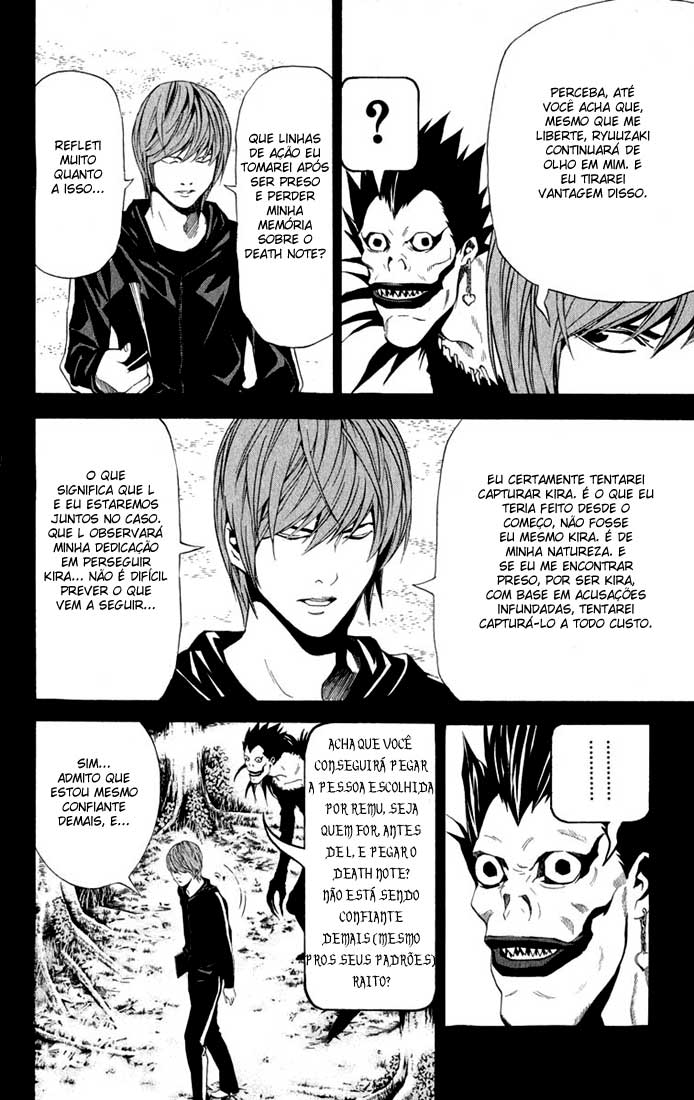 PERCEBA, ATÉ
VOCÊ ACHA QUE,
MESMO QUE ME
LIBERTE, RYUUZAKI
CONTINUARÁ DE
OLHO EM MIM. E
EU TIRAREI
VANTAGEM DISSO.
?
QUE LINHAS
DE AÇÃO EU
TOMAREI APÓS
SER PRESO
E PERDER
MINHA
MEMÓRIA
SOBRE O
DEATH NOTE?
REFLETI
MUITO
QUANTO
A ISSO...
EU CERTAMENTE TENTAREI
CAPTURAR KIRA. É O QUE EU
TERIA FEITO DESDE O
COMEÇO, NÃO FOSSE
EU MESMO KIRA. É
DE MINHA
NATUREZA. E
SE EU ME ENCONTRAR
PRESO, POR SER KIRA,
COM BASE EM ACUSAÇÕES
INFUNDADAS, TENTAREI
CAPTURÁ-LO A TODO CUSTO.
O QUE
SIGNIFICA QUE L
E EU ESTAREMOS
JUNTOS NO CASO.
QUE L OBSERVARÁ
MINHA DEDICAÇÃO
EM PERSEGUIR
KIRA... NÃO É DIFÍCIL
PREVER O QUE
VEM A SEGUIR...
ACHA QUE VOCÊ
CONSEGUIRÁ PEGAR
A PESSOA ESCOLHIDA
POR REMU, SEJA
QUEM FOR, ANTES
DE L, E PEGAR O
DEATH NOTE?
NÃO ESTÁ SENDO
CONFIANTE
DEMAIS (MESMO
PROS SEUS PADRÕES)
RAITO?
SIM...
ADMITO QUE
ESTOU MESMO
CONFIANTE
DEMAIS, E...